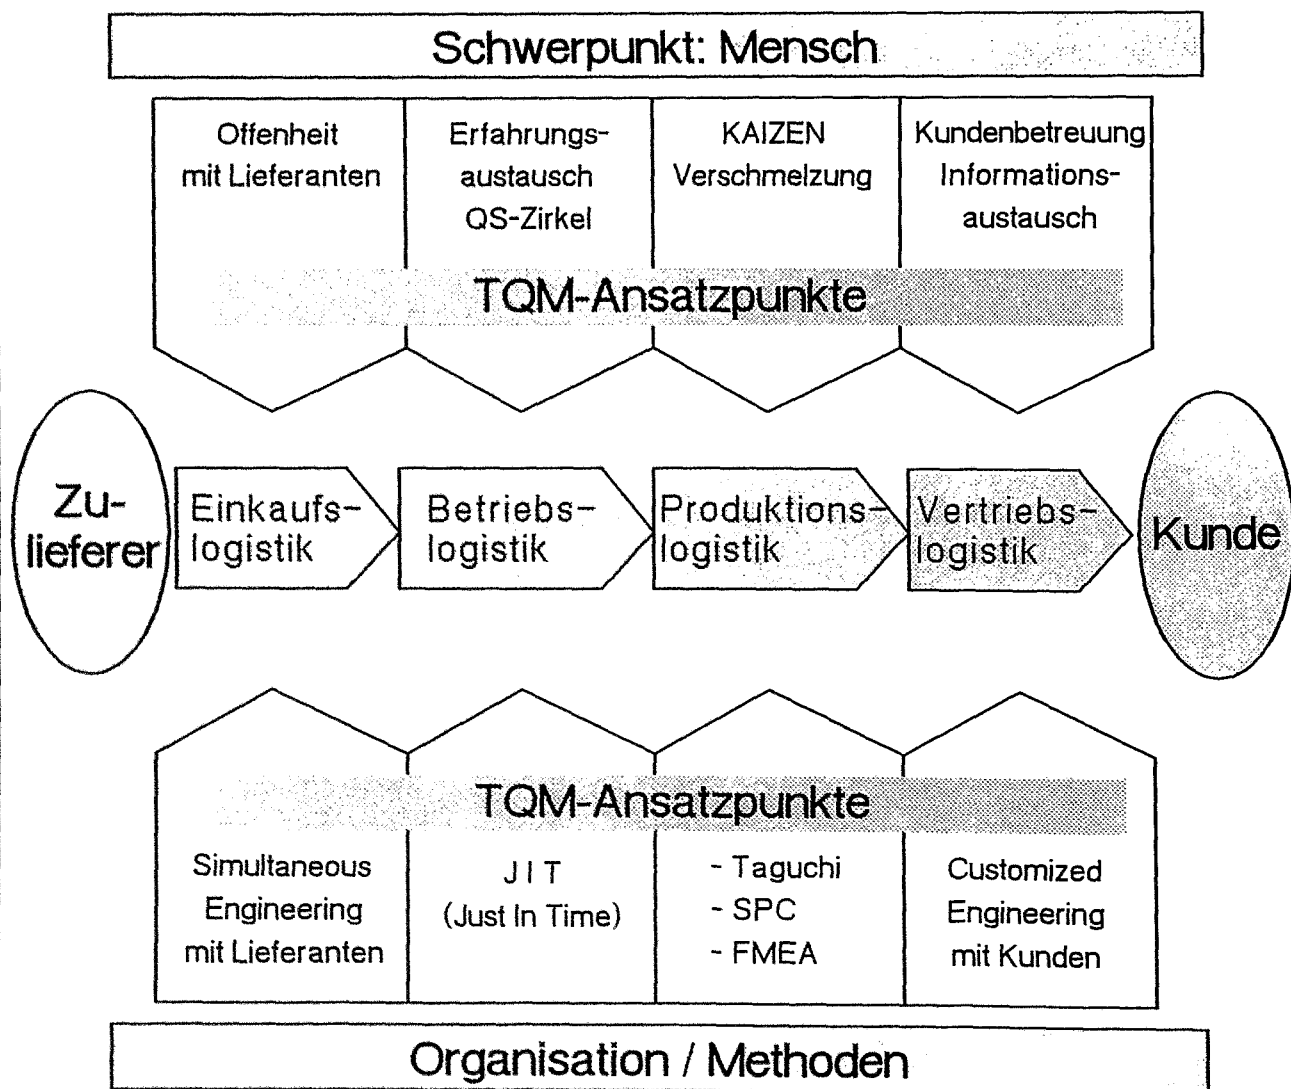 Schwerpunkt: Mensch
Offenheit
mit Lieferanten
Erfahrungs-
austausch
QS-Zirkel
KAIZEN
Verschmelzung
Kundenbetreuung
Informations-
austausch
TQM-Ansatzpunkte
Zu-
lieferer
Einkaufs-
logistik
Betriebs-
logistik
Produktions-
logistik
Vertriebs-
logistik
Kunde
TQM-Ansatzpunkte
Simultaneous
Engineering
mit Lieferanten
J I T
(Just In Time)
- Taguchi
- SPC
- FMEA
Customized
Engineering
mit Kunden
Organisation / Methoden